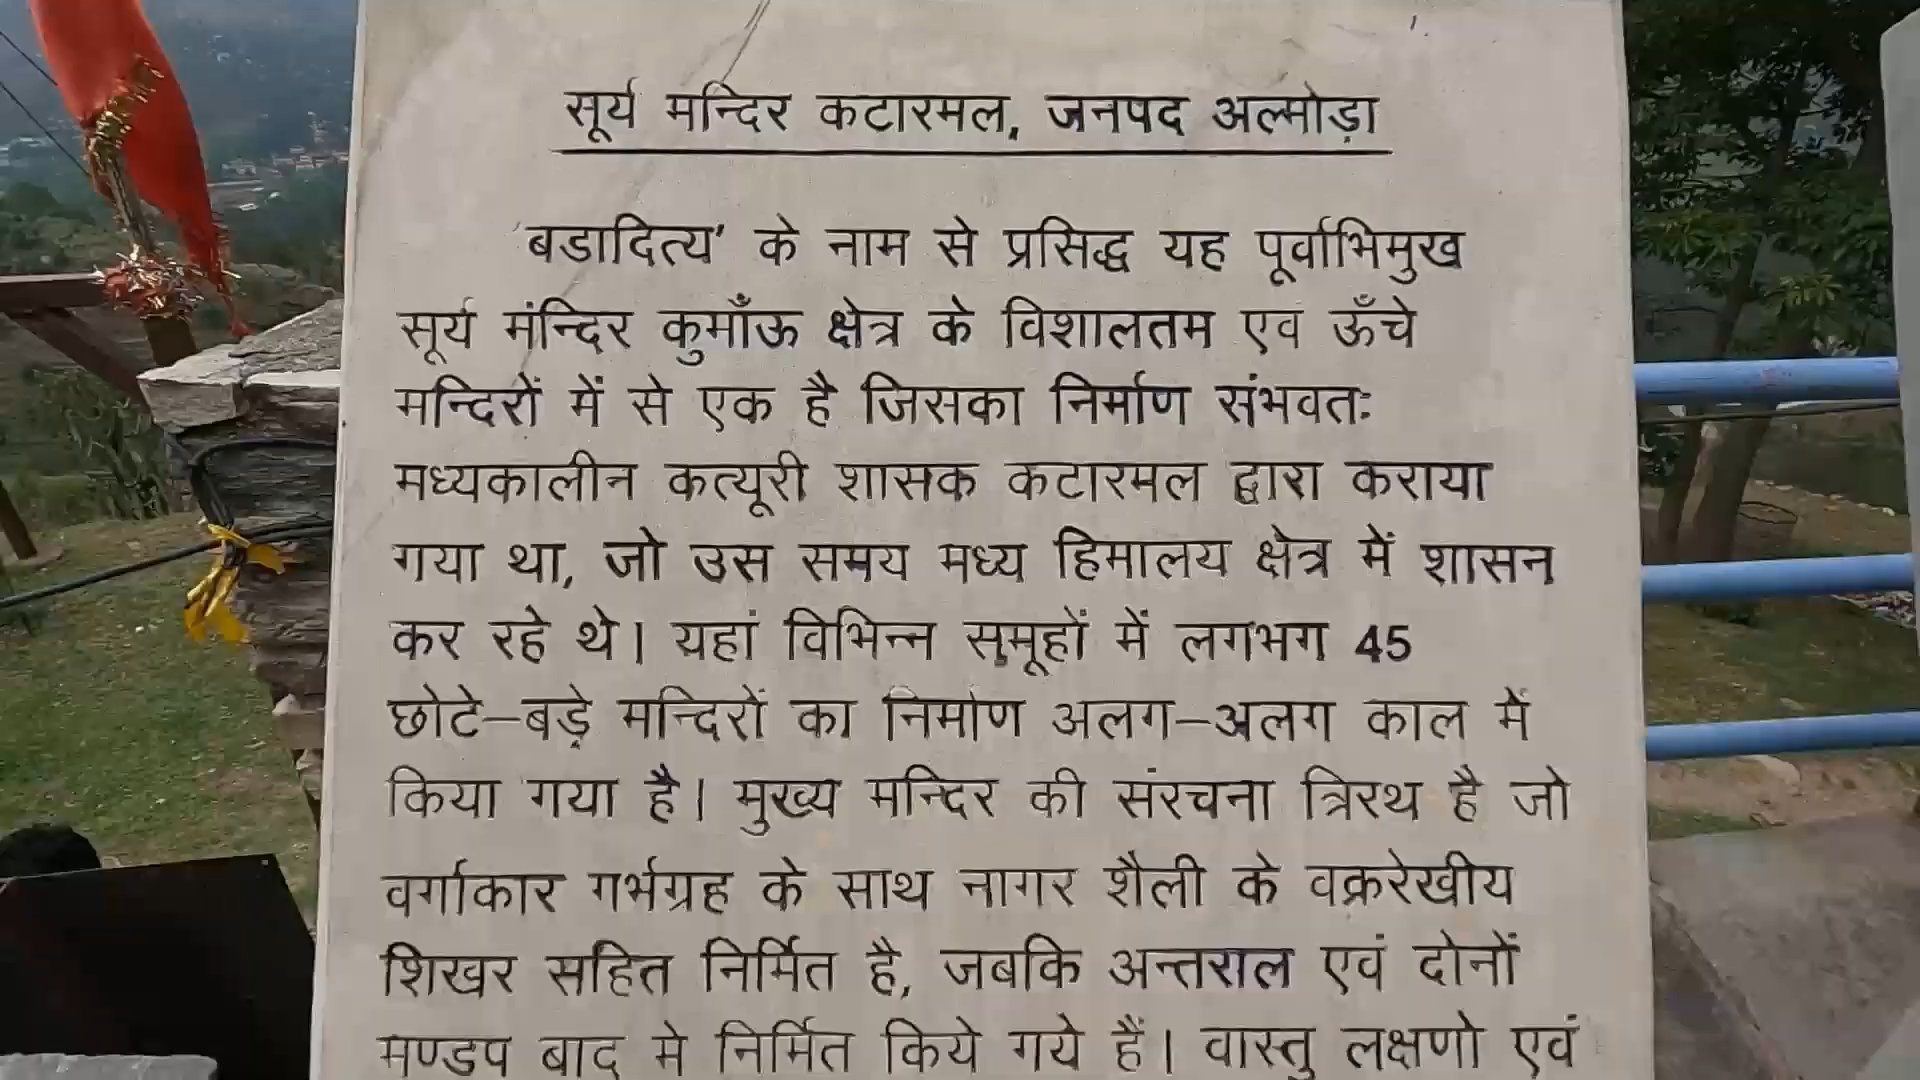 सूर्य मन्दिर कटारमल, जनपद अल्मोड़ा
'बडादित्य' के नाम से प्रसिद्ध यह पूर्वाभिमुख
सूर्य मंन्दिर कुमाँऊ क्षेत्र के विशालतम एवं ऊँचे
मन्दिरों में से एक है जिसका निर्माण संभवतः
मध्यकालीन कत्यूरी शासक कटारमल द्वारा कराया
गया था, जो उस समय मध्य हिमालय क्षेत्र में शासन
कर रहे थे। यहां विभिन्न समूहों में लगभग 45
छोटे–बड़े मन्दिरों का निर्माण अलग–अलग काल में
किया गया है। मुख्य मन्दिर की संरचना त्रिरथ है जो
वर्गाकार गर्भग्रह के साथ नागर शैली के वक्ररेखीय
शिखर सहित निर्मित है, जबकि अन्तराल एवं दोनों
मण्डप बाद मे निर्मित किये गये हैं। वास्तु लक्षणो एवं